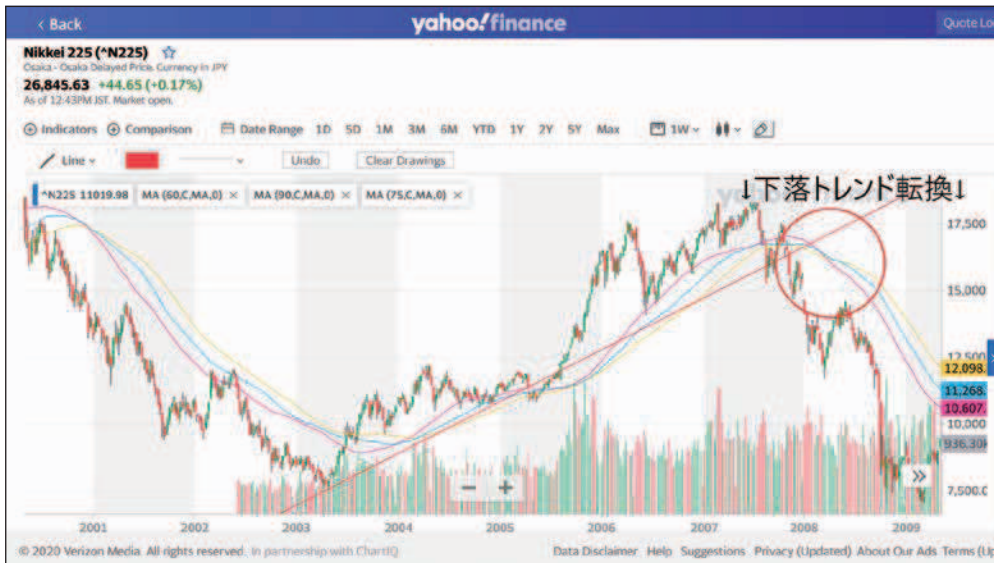 < Back
yahoo!finance
Quote Lo
Nikkei 225 (^N225)
Osaka - Osaka Delayed Price. Currency in JPY
26,845.63 +44.65 (+0.17%)
As of 12:43PM JST. Market open.
Indicators Comparison Date Range 1D 5D 1M 3M 6M YTD 1Y 2Y 5Y Max 1W
Line Undo Clear Drawings
^N225 11019.98 MA (60,C,MA,0) × MA (90,C,MA,0) × MA (75,C,MA,0) ×
↓下落トレンド転換↓
17,500
15,000
12,500
12,098.
11,268.
10,607.
10,000
936.30k
7,500.0
2001 2002 2003 2004 2005 2006 2007 2008 2009
© 2020 Verizon Media. All rights reserved. In partnership with ChartIQ
Data Disclaimer Help Suggestions Privacy (Updated) About Our Ads Terms (Up